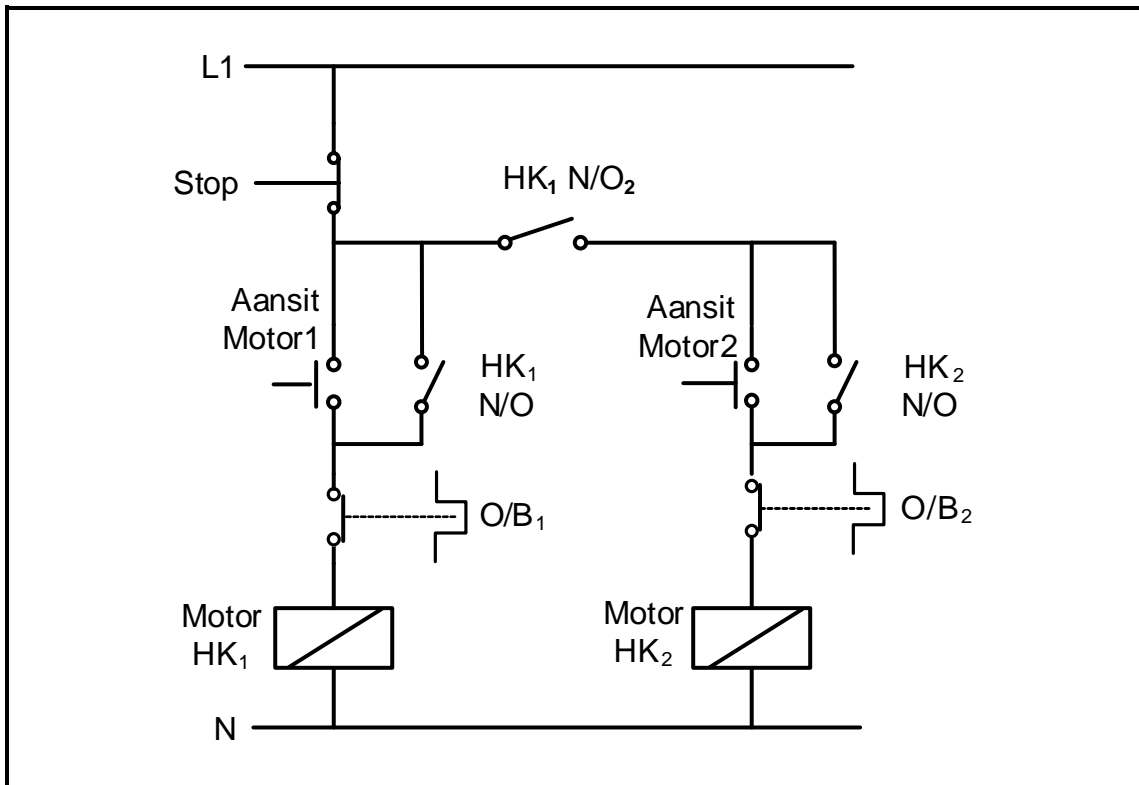 L1
Stop
HK₁ N/O₂
Aansit
Motor1
HK₁
N/O
Aansit
Motor2
HK₂
N/O
O/B₁
O/B₂
Motor
HK₁
Motor
HK₂
N